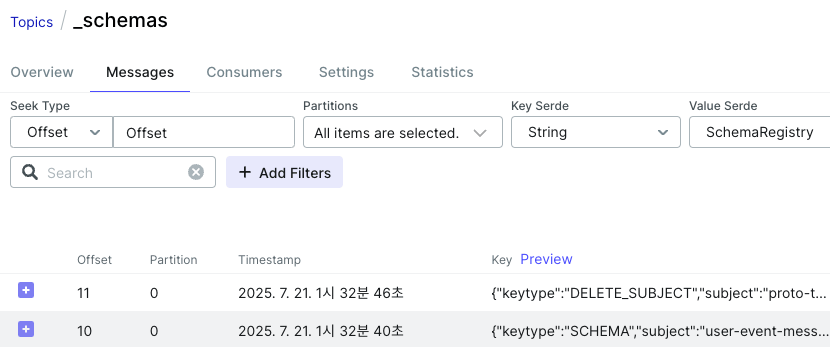 Topics / _schemas
Overview Messages Consumers Settings Statistics
Seek Type Partitions Key Serde Value Serde
Offset Offset All items are selected. String SchemaRegistry
Search + Add Filters
Offset Partition Timestamp Key Preview
11 0 2025. 7. 21. 1시 32분 46초 {"keytype":"DELETE_SUBJECT","subject":"proto-t...
10 0 2025. 7. 21. 1시 32분 40초 {"keytype":"SCHEMA","subject":"user-event-mess...